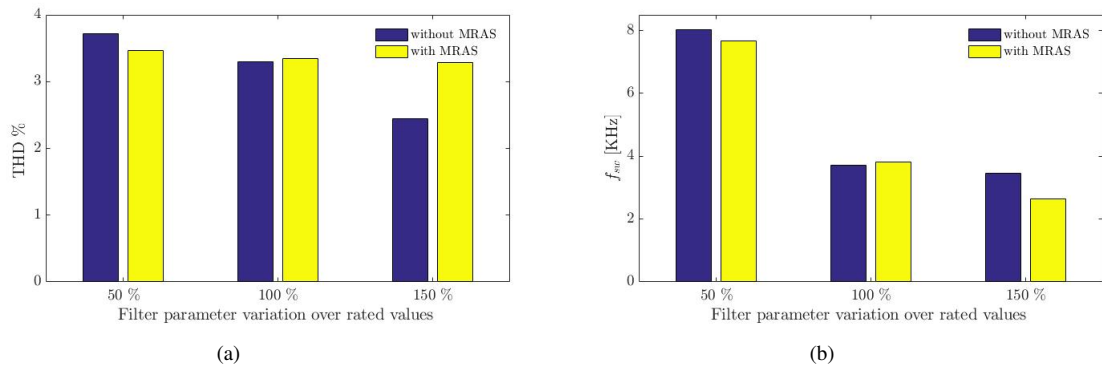 4
3
2
1
0
THD %
without MRAS
with MRAS
50 %
100 %
150 %
Filter parameter variation over rated values
(a)
8
6
4
2
0
f_sw [KHz]
without MRAS
with MRAS
50 %
100 %
150 %
Filter parameter variation over rated values
(b)